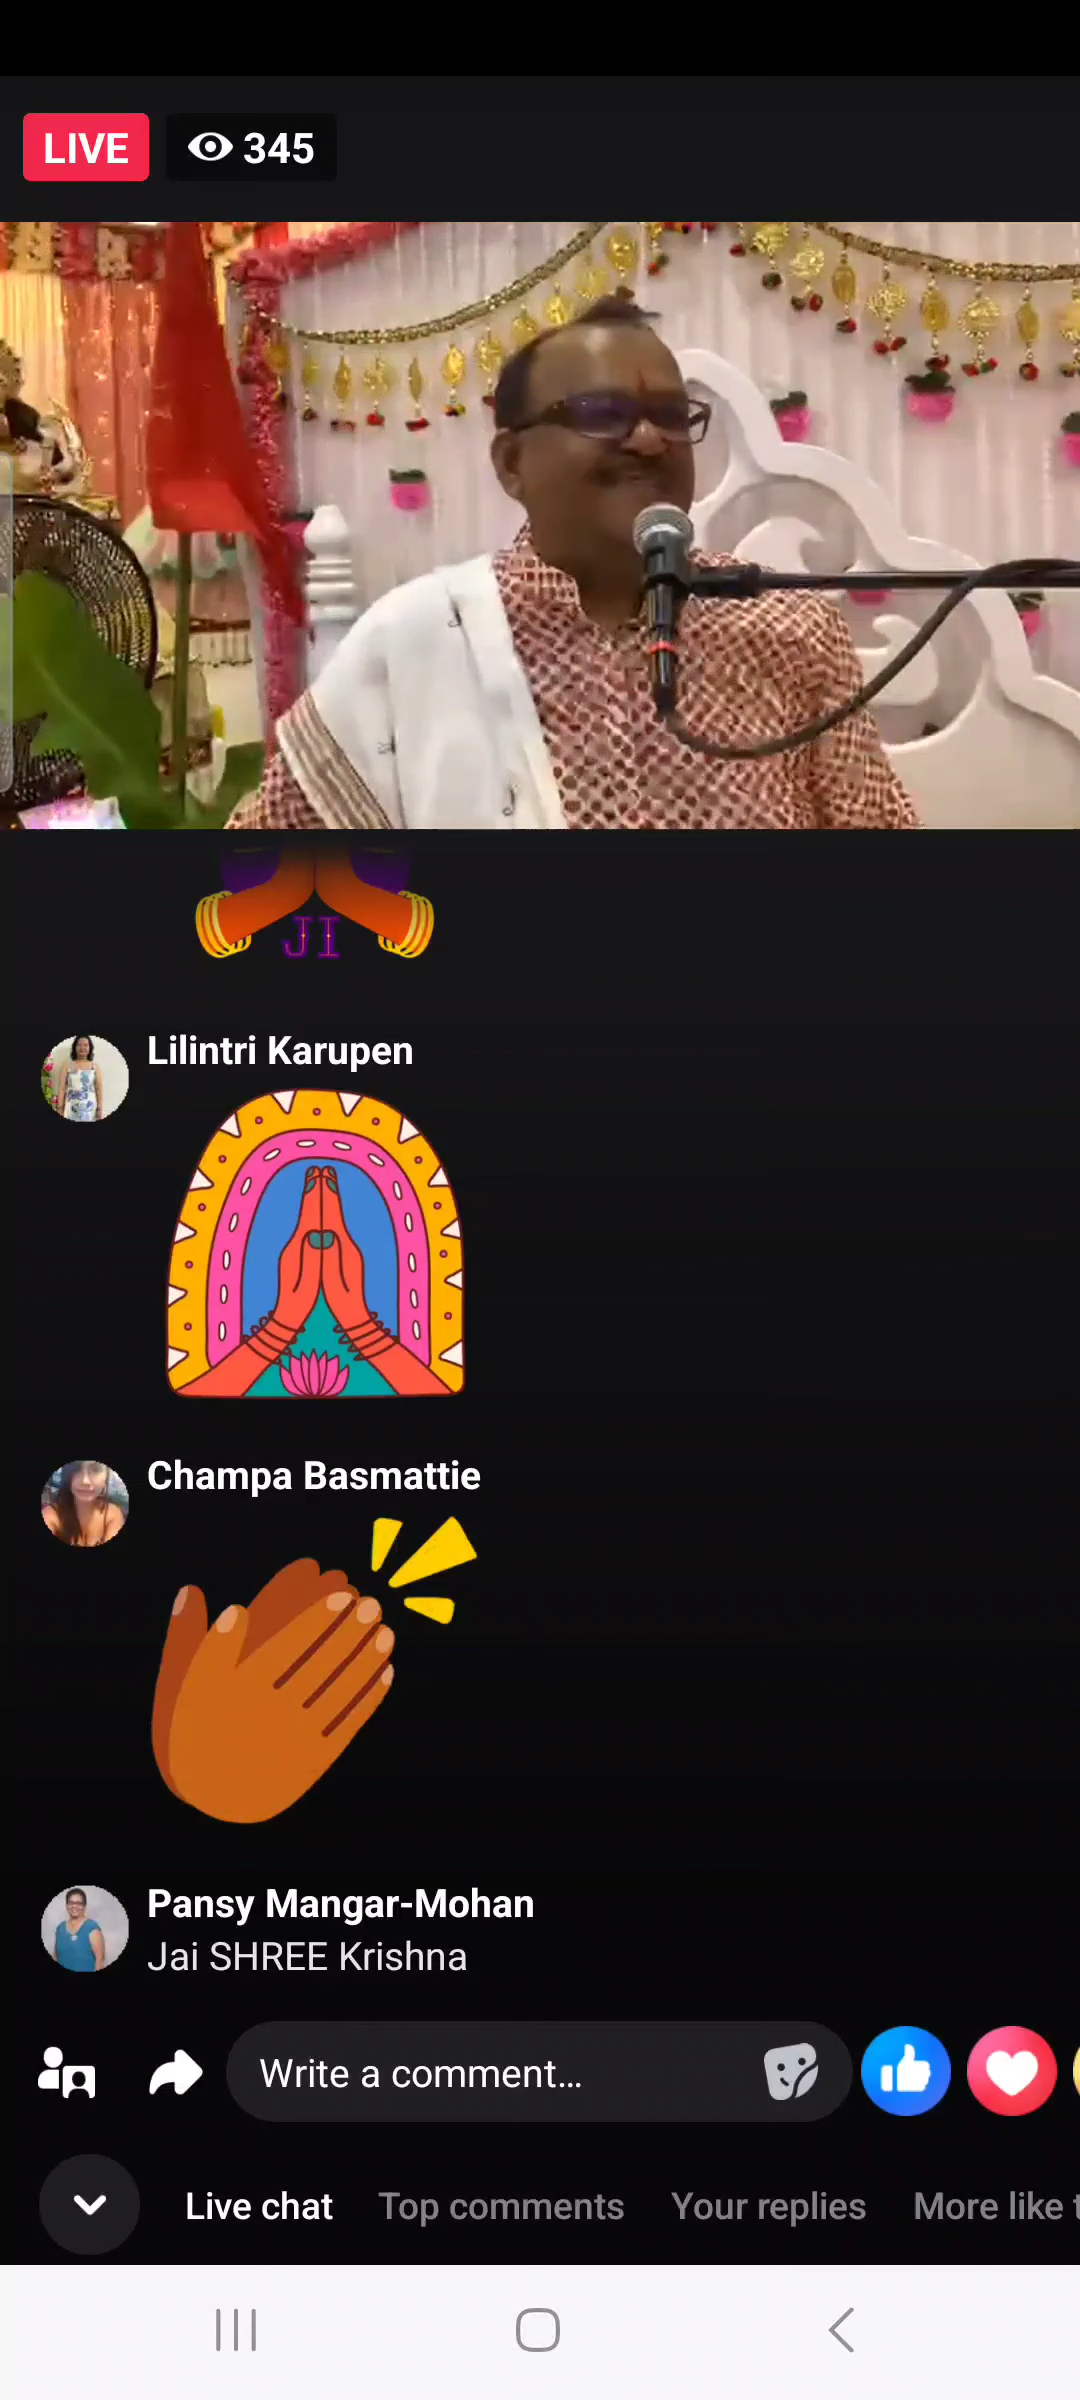 LIVE 345
JI
Lilintri Karupen
Champa Basmattie
Pansy Mangar-Mohan
Jai SHREE Krishna
Write a comment...
Live chat Top comments Your replies More like